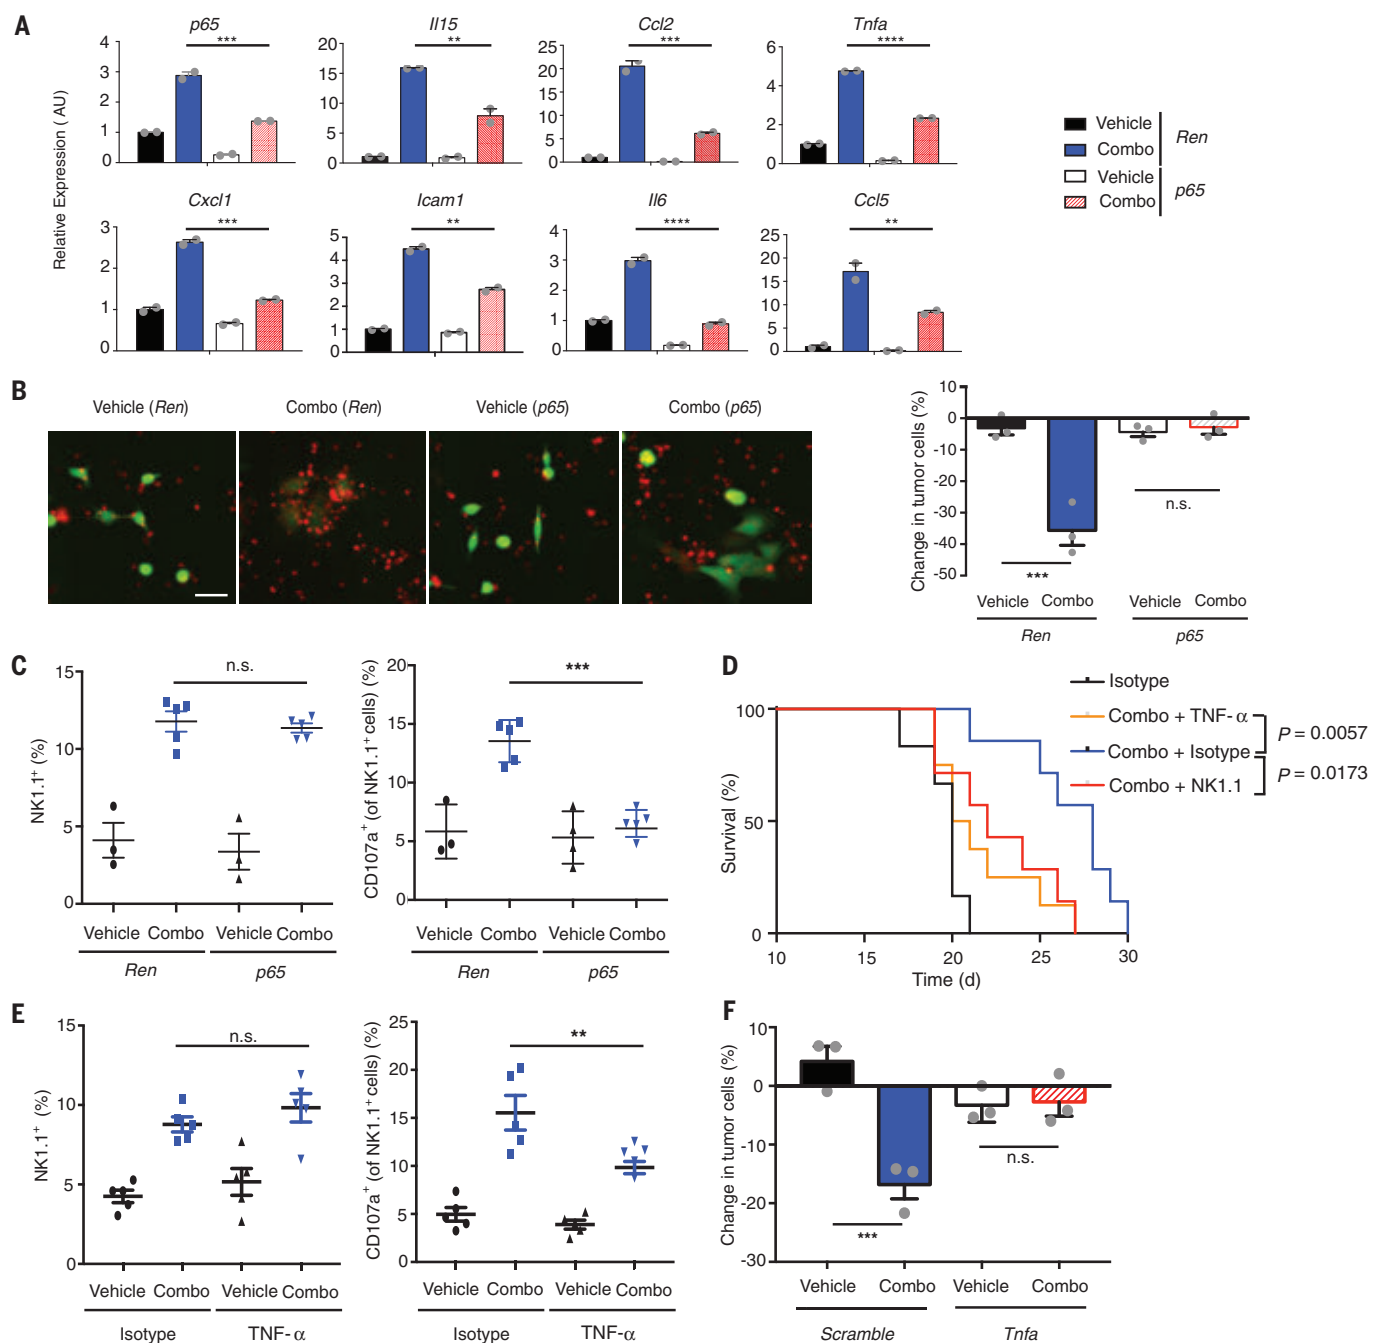 A
p65
Il15
Ccl2
Tnfa
Relative Expression ( AU)
4
3
2
1
0
***
20
15
10
5
0
**
25
20
15
10
5
0
***
6
4
2
0
****
Vehicle
Combo
Ren
Vehicle
Combo
p65
Cxcl1
Icam1
Il6
Ccl5
3
2
1
0
***
5
4
3
2
1
0
**
4
3
2
1
0
****
25
20
15
10
5
0
**
B
Vehicle (Ren)
Combo (Ren)
Vehicle (p65)
Combo (p65)
Change in tumor cells (%)
10
0
-10
-20
-30
-40
-50
***
n.s.
Vehicle Combo Vehicle Combo
Ren p65
C
NK1.1+ (%)
15
10
5
0
n.s.
Vehicle Combo Vehicle Combo
Ren p65
CD107a+ (of NK1.1+ cells) (%)
20
15
10
5
0
***
Vehicle Combo Vehicle Combo
Ren p65
D
Survival (%)
100
50
0
10 15 20 25 30
Time (d)
Isotype
Combo + TNF-α
Combo + Isotype
Combo + NK1.1
P = 0.0057
P = 0.0173
E
NK1.1+ (%)
15
10
5
0
n.s.
Vehicle Combo Vehicle Combo
Isotype TNF-α
CD107a+ (of NK1.1+ cells) (%)
25
20
15
10
5
0
**
Vehicle Combo Vehicle Combo
Isotype TNF-α
F
Change in tumor cells (%)
10
0
-10
-20
-30
***
n.s.
Vehicle Combo Vehicle Combo
Scramble Tnfa